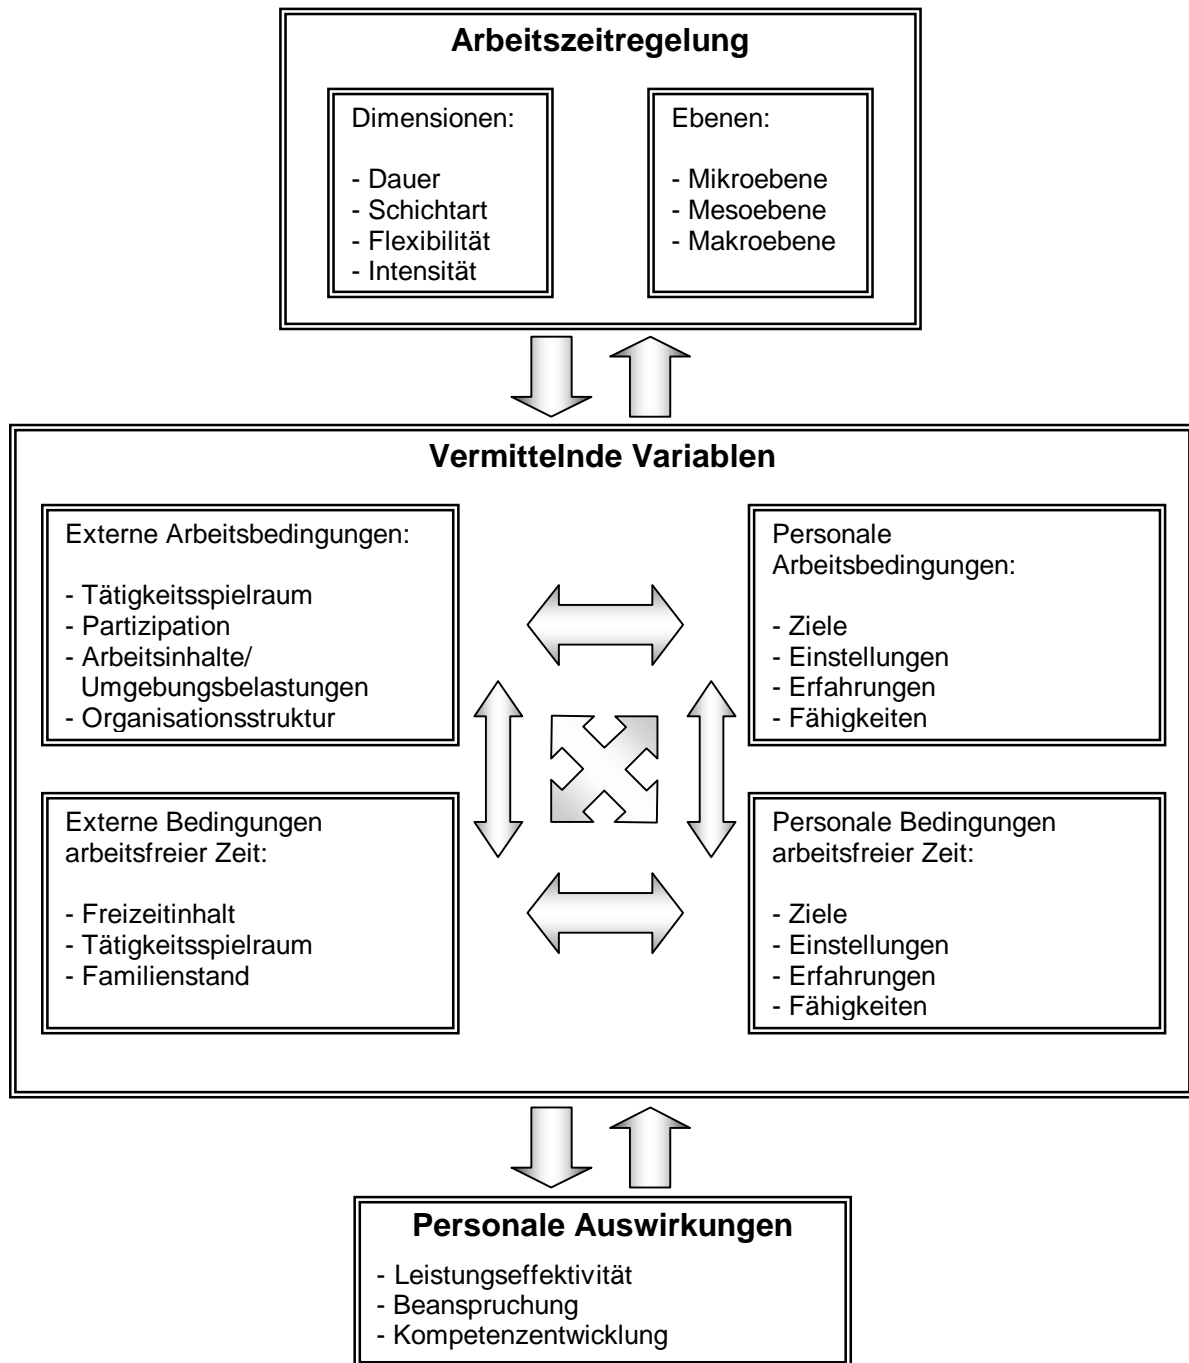 Arbeitszeitregelung
Dimensionen:
- Dauer
- Schichtart
- Flexibilität
- Intensität
Ebenen:
- Mikroebene
- Mesoebene
- Makroebene
Vermittelnde Variablen
Externe Arbeitsbedingungen:
- Tätigkeitsspielraum
- Partizipation
- Arbeitsinhalte/
Umgebungsbelastungen
- Organisationsstruktur
Personale
Arbeitsbedingungen:
- Ziele
- Einstellungen
- Erfahrungen
- Fähigkeiten
Externe Bedingungen
arbeitsfreier Zeit:
- Freizeitinhalt
- Tätigkeitsspielraum
- Familienstand
Personale Bedingungen
arbeitsfreier Zeit:
- Ziele
- Einstellungen
- Erfahrungen
- Fähigkeiten
Personale Auswirkungen
- Leistungseffektivität
- Beanspruchung
- Kompetenzentwicklung